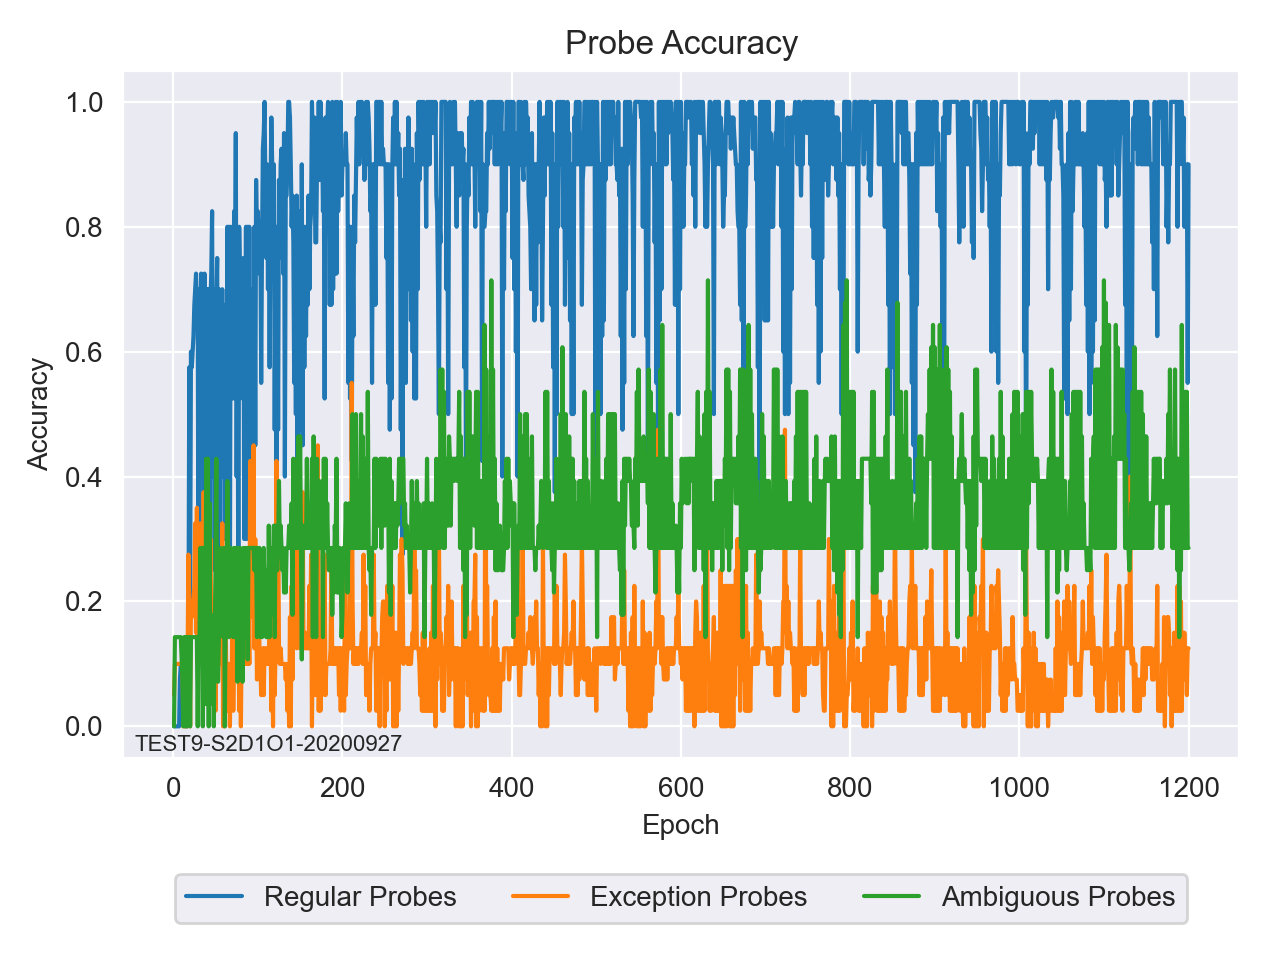 Probe Accuracy
1.0
0.8
0.6
0.4
0.2
0.0
Accuracy
TEST9-S2D1O1-20200927
0 200 400 600 800 1000 1200
Epoch
Regular Probes Exception Probes Ambiguous Probes